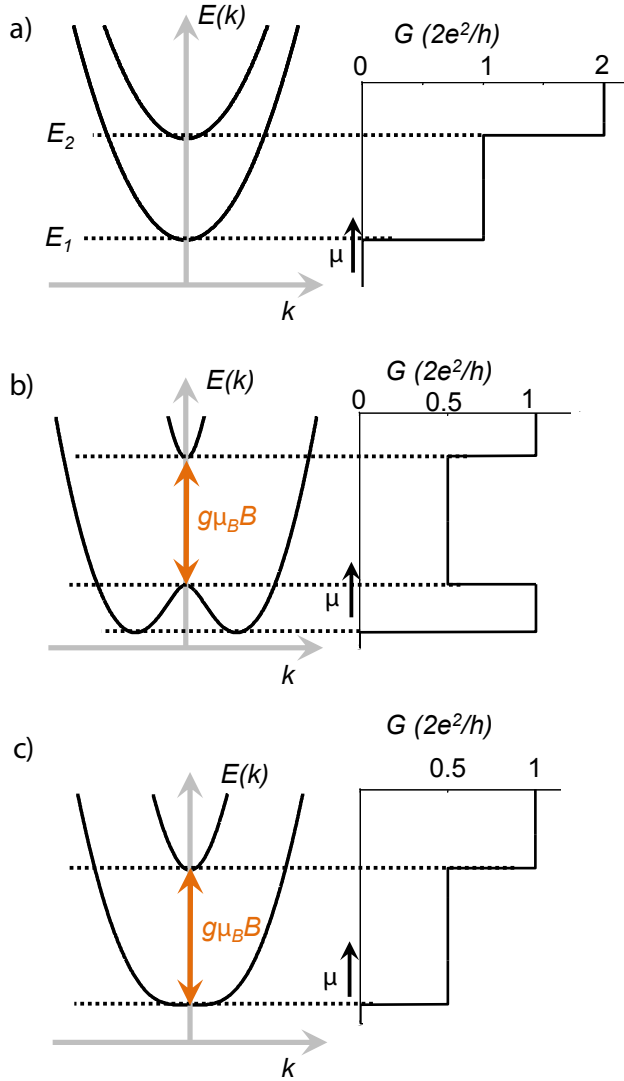 a)
E(k)
G (2e²/h)
0 1 2
E₂
E₁
μ
k
b)
E(k)
G (2e²/h)
0 0.5 1
gμ_BB
μ
k
c)
E(k)
G (2e²/h)
0.5 1
gμ_BB
μ
k